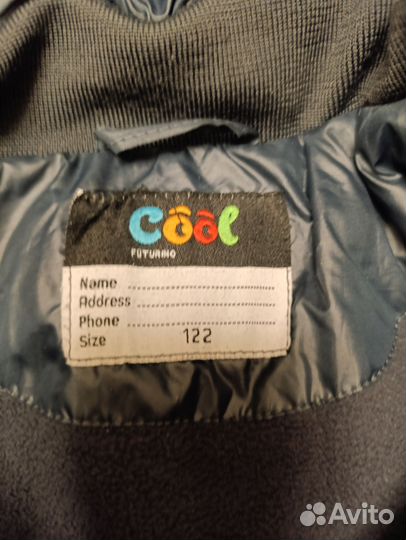 Cool
FUTURINO
Name
Address
Phone
Size 122
Avito